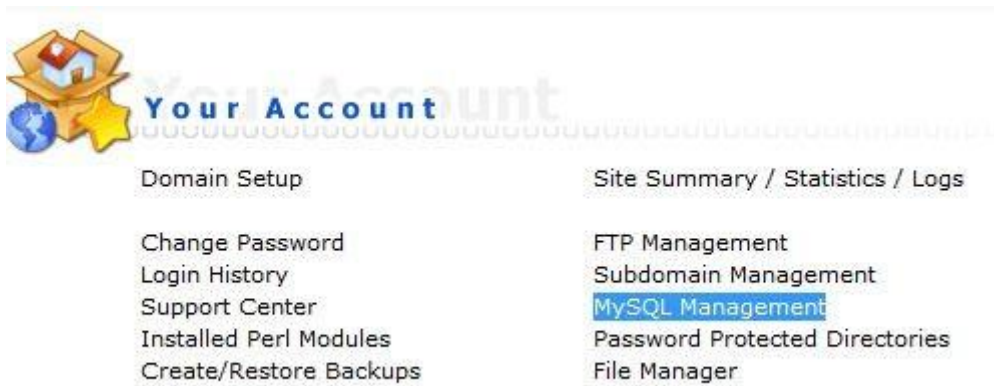 Your Account
Domain Setup
Site Summary / Statistics / Logs
Change Password
FTP Management
Login History
Subdomain Management
Support Center
MySQL Management
Installed Perl Modules
Password Protected Directories
Create/Restore Backups
File Manager